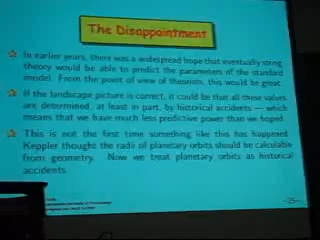 The Disappointment
In earlier years, there was a widespread hope that eventually string
theory would be able to predict the parameters of the standard
model. From the point of view of theorists, this would be great.
If the landscape picture is correct, it could be that all these values
are determined, at least in part, by historical accidents — which
means that we have much less predictive power than we hoped.
This is not the first time something like this has happened.
Keppler thought the radii of planetary orbits should be calculable
from geometry. Now we treat planetary orbits as historical
accidents.
–25–